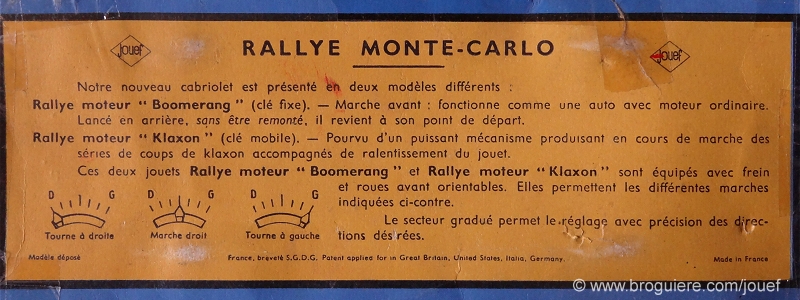 Jouef
RALLYE MONTE-CARLO
Jouef
Notre nouveau cabriolet est présenté en deux modèles différents :
Rallye moteur " Boomerang " (clé fixe). — Marche avant : fonctionne comme une auto avec moteur ordinaire.
Lancé en arrière, sans être remonté, il revient à son point de départ.
Rallye moteur " Klaxon " (clé mobile). — Pourvu d'un puissant mécanisme produisant en cours de marche des
séries de coups de klaxon accompagnés de ralentissement du jouet.
Ces deux jouets Rallye moteur " Boomerang " et Rallye moteur " Klaxon " sont équipés avec frein
et roues avant orientables. Elles permettent les différentes marches
indiquées ci-contre.
Le secteur gradué permet le réglage avec précision des direc-
tions désirées.
D G
Tourne à droite
D G
Marche droit
D G
Tourne à gauche
Modèle déposé
France, breveté S.G.D.G. Patent applied for in Great Britain, United States, Italia, Germany.
Made in France
© www.broguiere.com/jouef